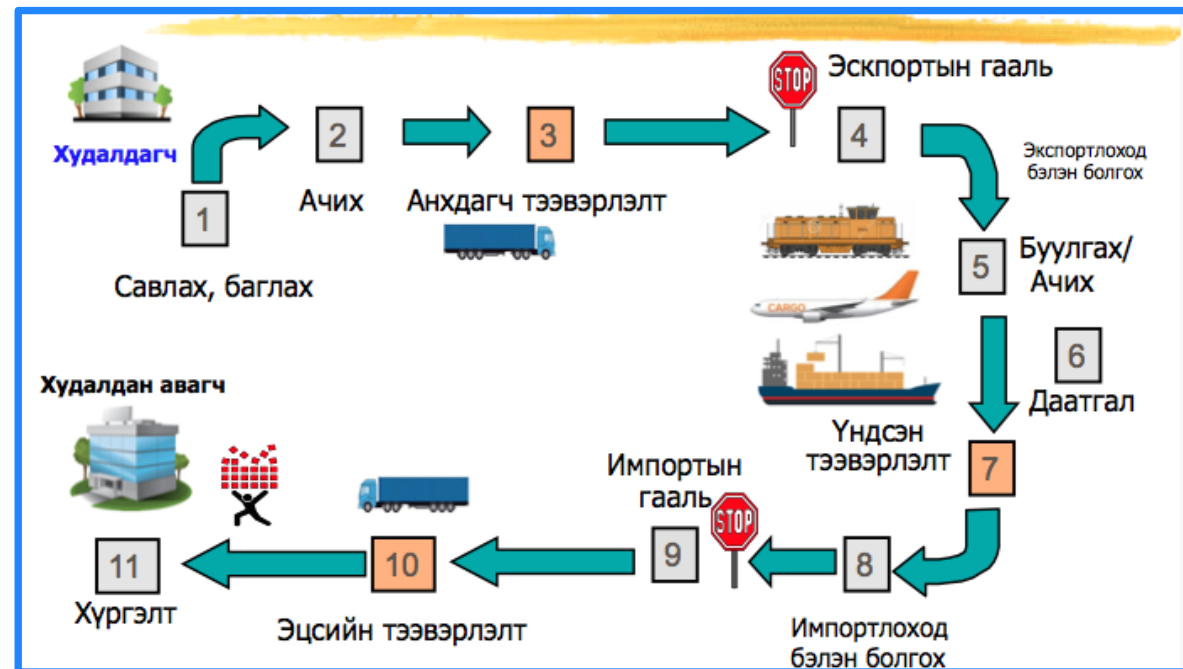 Худалдагч
1
Савлах, баглах
2
Ачих
3
Анхдагч тээвэрлэлт
STOP
Эскпортын гааль
4
Экспортлоход
бэлэн болгох
5
Буулгах/
Ачих
CARGO
6
Даатгал
Үндсэн
тээвэрлэлт
7
8
Импортлоход
бэлэн болгох
Импортын
гааль
STOP
9
10
Эцсийн тээвэрлэлт
Худалдан авагч
11
Хүргэлт